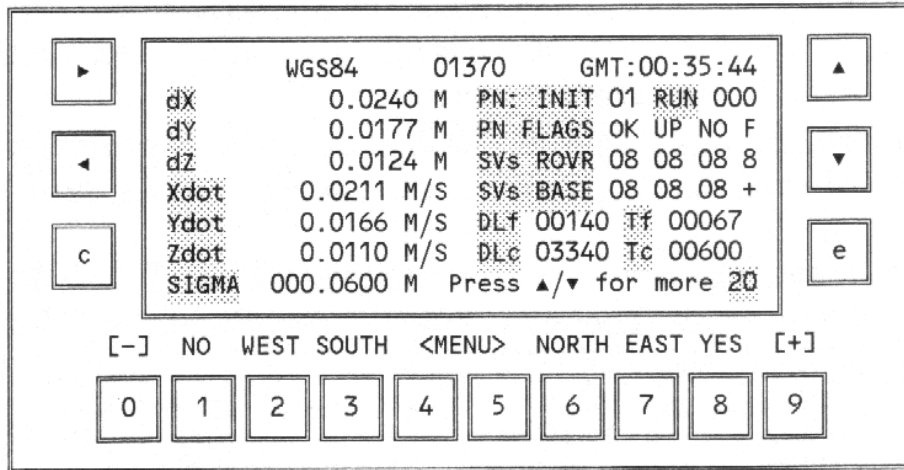 WGS84 01370 GMT:00:35:44
dX 0.0240 M PN: INIT 01 RUN 000
dY 0.0177 M PN FLAGS OK UP NO F
dZ 0.0124 M SVs ROVR 08 08 08 8
Xdot 0.0211 M/S SVs BASE 08 08 08 +
Ydot 0.0166 M/S DLf 00140 Tf 00067
Zdot 0.0110 M/S DLc 03340 Tc 00600
SIGMA 000.0600 M Press ▲/▼ for more 20
► ▲
◄ ▼
c e
[-] NO WEST SOUTH <MENU> NORTH EAST YES [+]
0 1 2 3 4 5 6 7 8 9